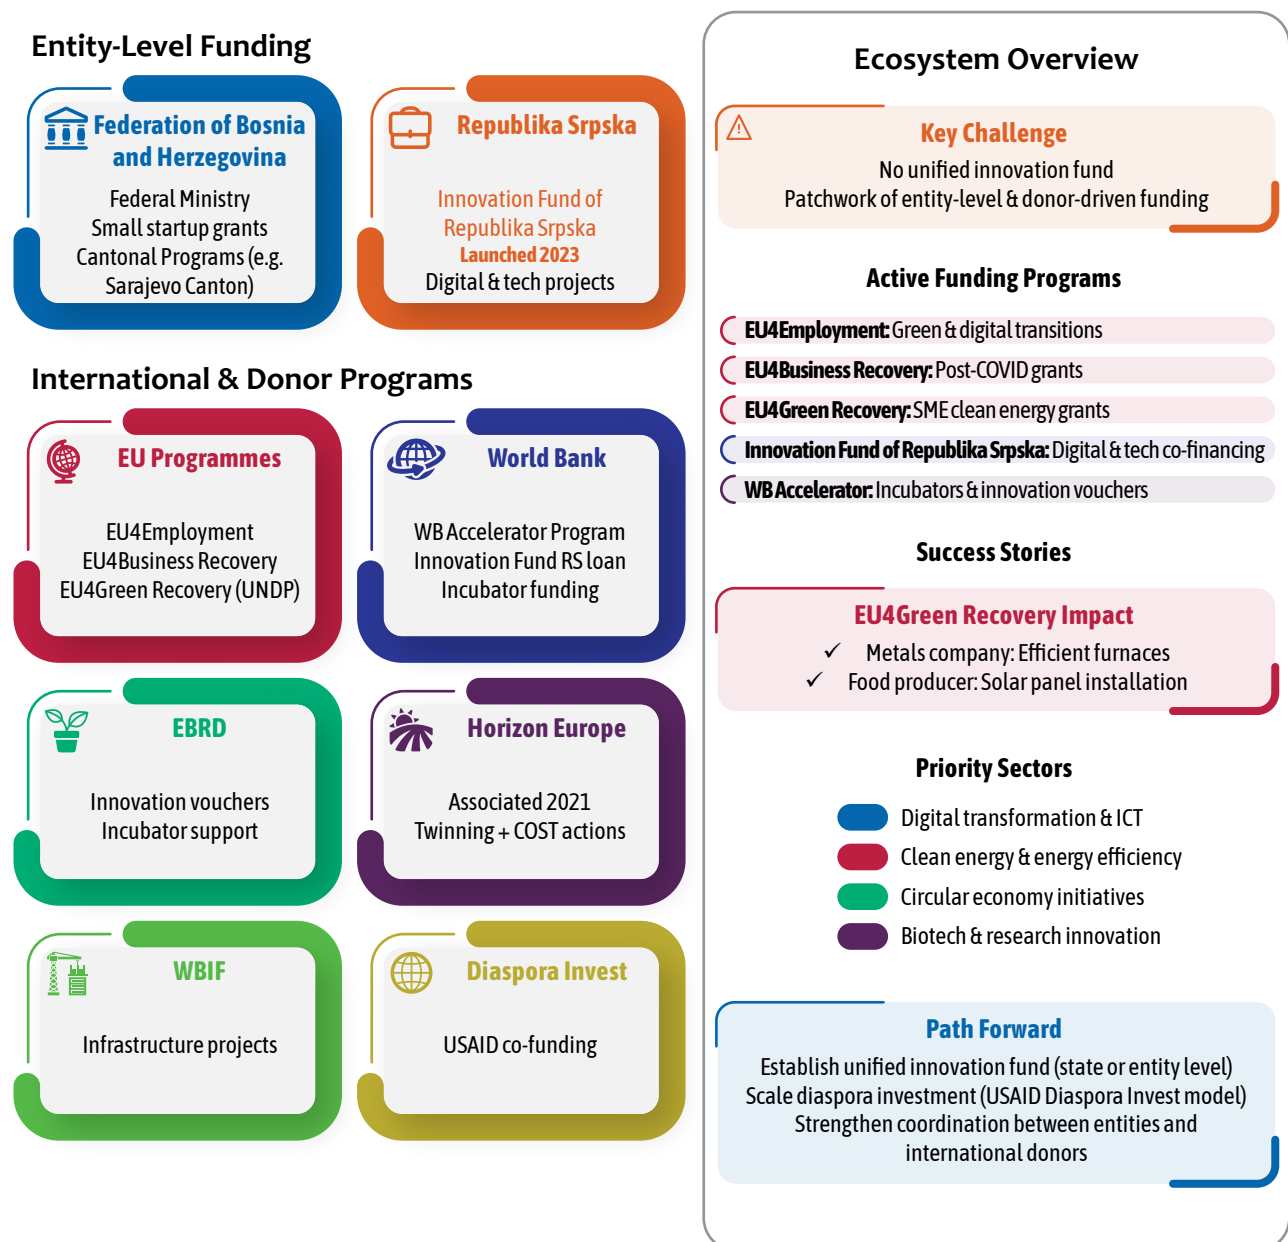 Entity-Level Funding
Federation of Bosnia
and Herzegovina
Federal Ministry
Small startup grants
Cantonal Programs (e.g.
Sarajevo Canton)
Republika Srpska
Innovation Fund of
Republika Srpska
Launched 2023
Digital & tech projects
International & Donor Programs
EU Programmes
EU4Employment
EU4Business Recovery
EU4Green Recovery (UNDP)
World Bank
WB Accelerator Program
Innovation Fund RS loan
Incubator funding
EBRD
Innovation vouchers
Incubator support
Horizon Europe
Associated 2021
Twinning + COST actions
WBIF
Infrastructure projects
Diaspora Invest
USAID co-funding
Ecosystem Overview
Key Challenge
No unified innovation fund
Patchwork of entity-level & donor-driven funding
Active Funding Programs
EU4Employment: Green & digital transitions
EU4Business Recovery: Post-COVID grants
EU4Green Recovery: SME clean energy grants
Innovation Fund of Republika Srpska: Digital & tech co-financing
WB Accelerator: Incubators & innovation vouchers
Success Stories
EU4Green Recovery Impact
✓ Metals company: Efficient furnaces
✓ Food producer: Solar panel installation
Priority Sectors
Digital transformation & ICT
Clean energy & energy efficiency
Circular economy initiatives
Biotech & research innovation
Path Forward
Establish unified innovation fund (state or entity level)
Scale diaspora investment (USAID Diaspora Invest model)
Strengthen coordination between entities and
international donors